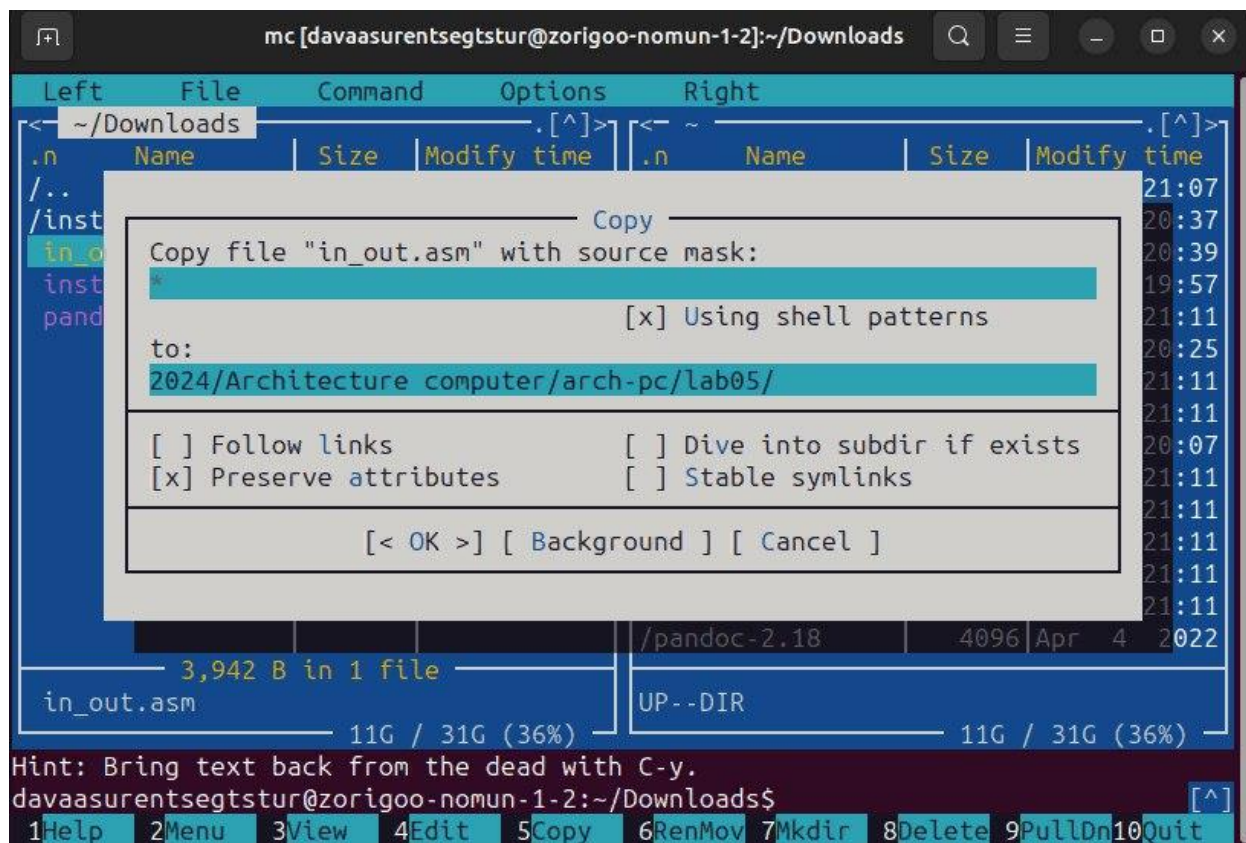 mc [davaasurentsegtstur@zorigoo-nomun-1-2]:~/Downloads
Left File Command Options Right
<- ~/Downloads .[^]> <- ~ .[^]>
.n Name Size Modify time .n Name Size Modify time
/.. 21:07
/inst Copy 20:37
in_o Copy file "in_out.asm" with source mask: 20:39
inst * 19:57
pand [x] Using shell patterns 21:11
to: 20:25
2024/Architecture computer/arch-pc/lab05/ 21:11
21:11
[ ] Follow links [ ] Dive into subdir if exists 20:07
[x] Preserve attributes [ ] Stable symlinks 21:11
21:11
[< OK >] [ Background ] [ Cancel ] 21:11
21:11
21:11
/pandoc-2.18 4096 Apr 4 2022
3,942 B in 1 file
in_out.asm UP--DIR
11G / 31G (36%) 11G / 31G (36%)
Hint: Bring text back from the dead with C-y.
davaasurentsegtstur@zorigoo-nomun-1-2:~/Downloads$ [^]
1Help 2Menu 3View 4Edit 5Copy 6RenMov 7Mkdir 8Delete 9PullDn 10Quit